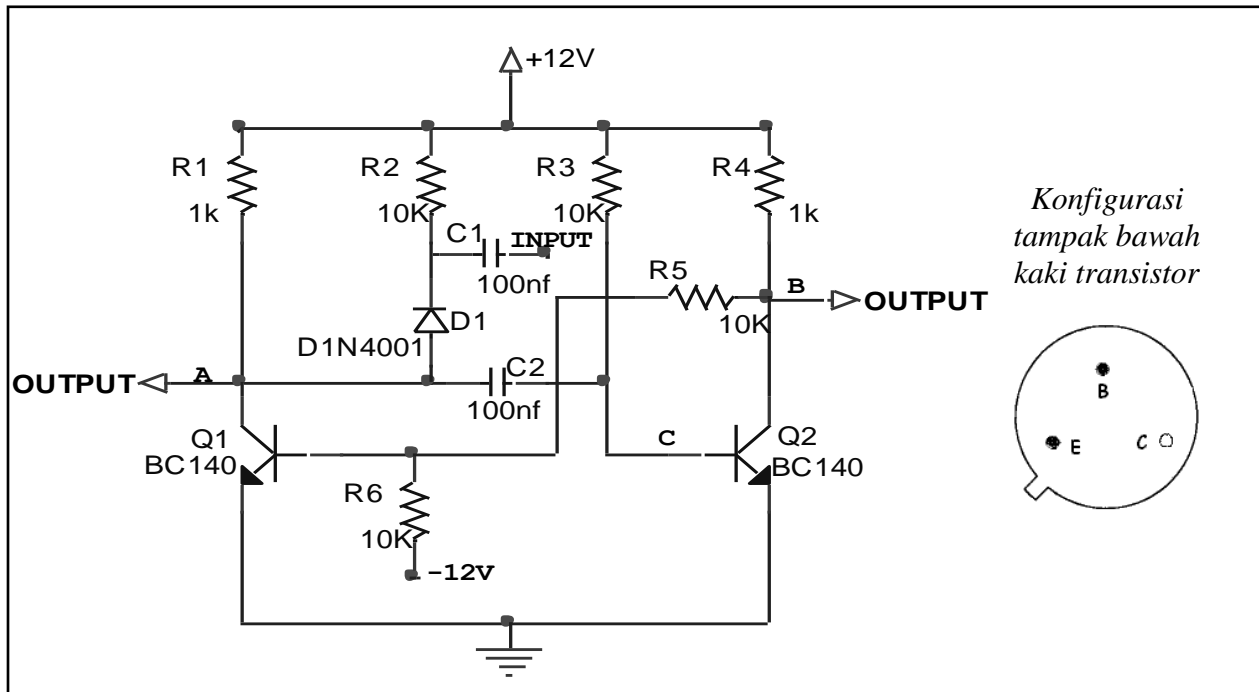 +12V
R1
1k
R2
10K
R3
10K
R4
1k
C1
INPUT
100nf
R5
10K
B
OUTPUT
D1
D1N4001
OUTPUT
A
C2
100nf
Q1
BC140
C
Q2
BC140
R6
10K
-12V
Konfigurasi
tampak bawah
kaki transistor
B
E
C